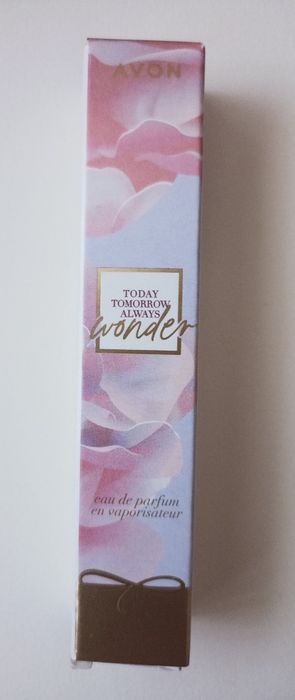 AVON
TODAY
TOMORROW
ALWAYS
wonder
eau de parfum
en vaporisateur